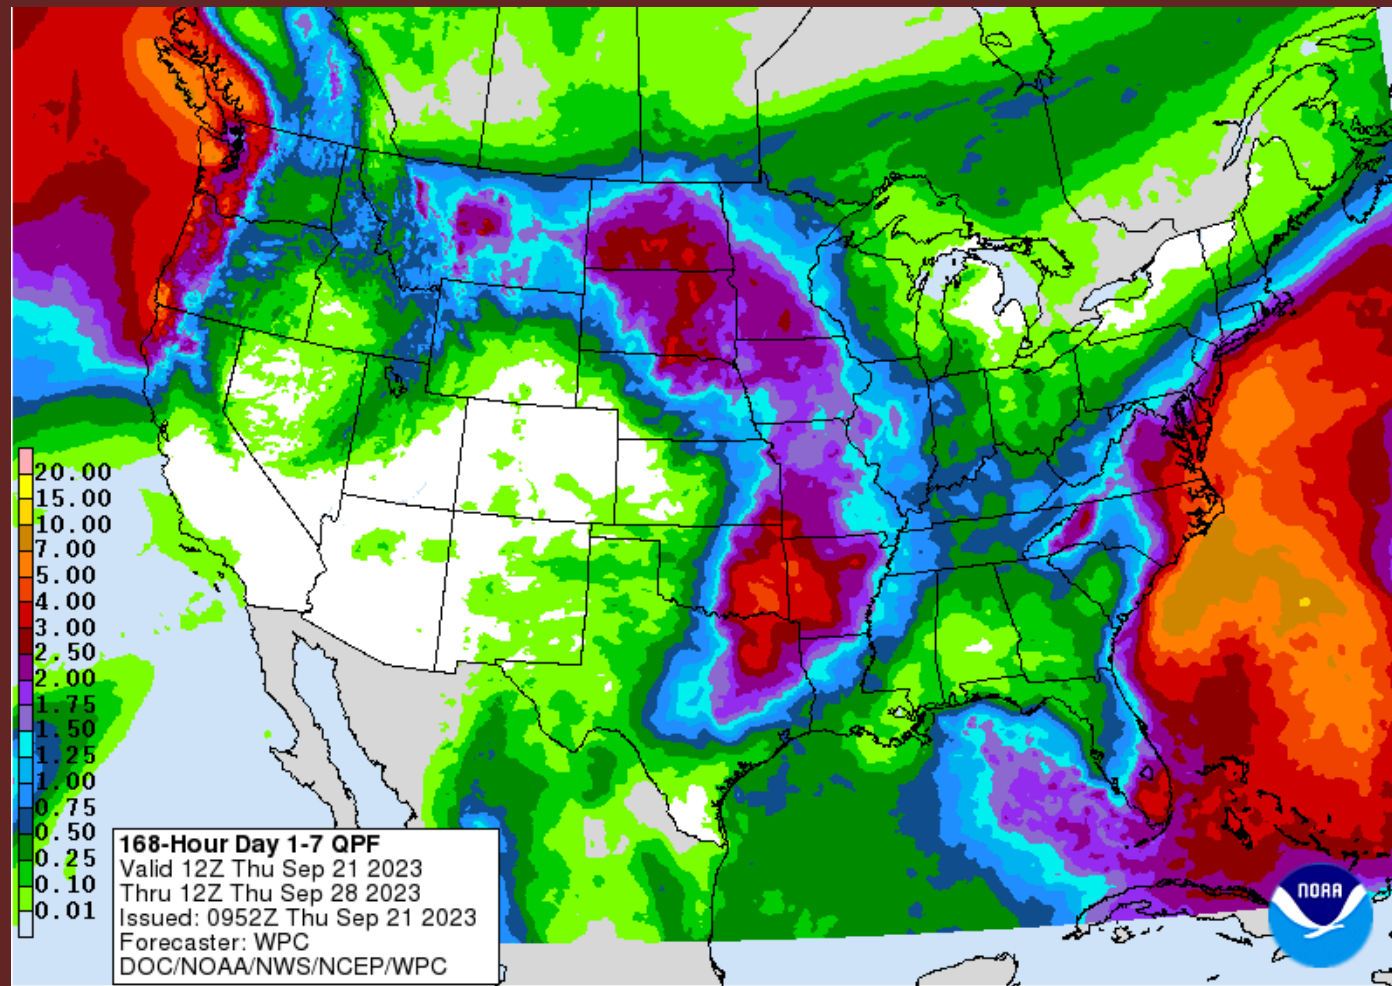 20.00
15.00
10.00
7.00
5.00
4.00
3.00
2.50
2.00
1.75
1.50
1.25
1.00
0.75
0.50
0.25
0.10
0.01
168-Hour Day 1-7 QPF
Valid 12Z Thu Sep 21 2023
Thru 12Z Thu Sep 28 2023
Issued: 0952Z Thu Sep 21 2023
Forecaster: WPC
DOC/NOAA/NWS/NCEP/WPC
NOAA